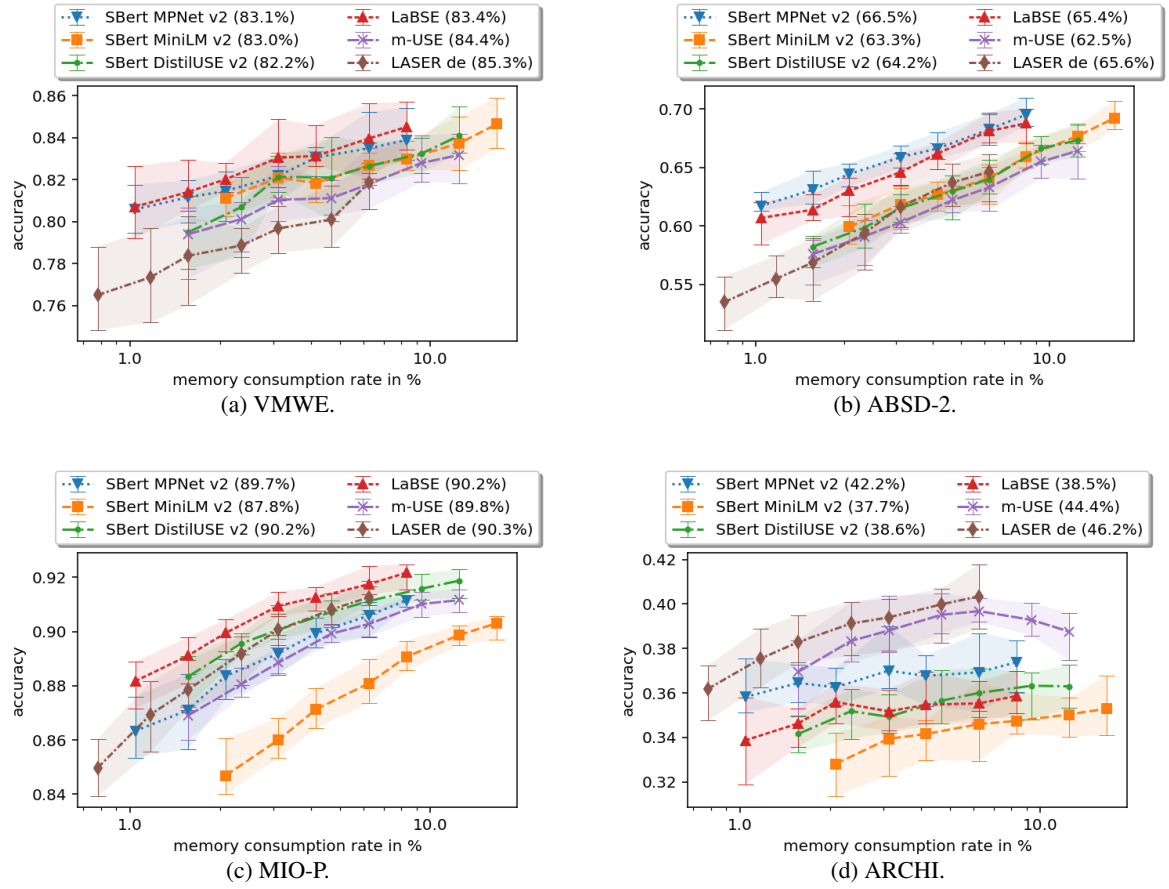 SBert MPNet v2 (83.1%) LaBSE (83.4%)
SBert MiniLM v2 (83.0%) m-USE (84.4%)
SBert DistilUSE v2 (82.2%) LASER de (85.3%)
0.86
0.84
0.82
0.80
0.78
0.76
accuracy
1.0 10.0
memory consumption rate in %
(a) VMWE.
SBert MPNet v2 (66.5%) LaBSE (65.4%)
SBert MiniLM v2 (63.3%) m-USE (62.5%)
SBert DistilUSE v2 (64.2%) LASER de (65.6%)
0.70
0.65
0.60
0.55
accuracy
1.0 10.0
memory consumption rate in %
(b) ABSD-2.
SBert MPNet v2 (89.7%) LaBSE (90.2%)
SBert MiniLM v2 (87.8%) m-USE (89.8%)
SBert DistilUSE v2 (90.2%) LASER de (90.3%)
0.92
0.90
0.88
0.86
0.84
accuracy
1.0 10.0
memory consumption rate in %
(c) MIO-P.
SBert MPNet v2 (42.2%) LaBSE (38.5%)
SBert MiniLM v2 (37.7%) m-USE (44.4%)
SBert DistilUSE v2 (38.6%) LASER de (46.2%)
0.42
0.40
0.38
0.36
0.34
0.32
accuracy
1.0 10.0
memory consumption rate in %
(d) ARCHI.